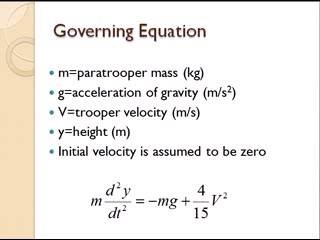 Governing Equation
m=paratrooper mass (kg)
g=acceleration of gravity (m/s²)
V=trooper velocity (m/s)
y=height (m)
Initial velocity is assumed to be zero
m d²y/dt² = −mg + 4/15 V²